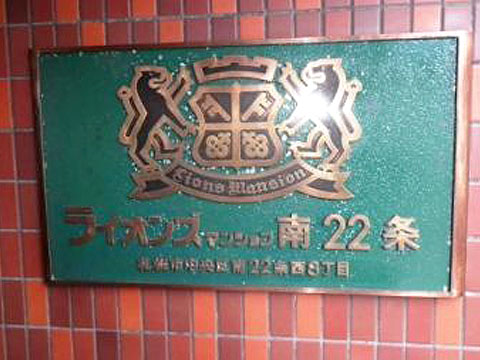 Lions Mansion
ライオンズマンション南22条
札幌市中央区南22条西8丁目